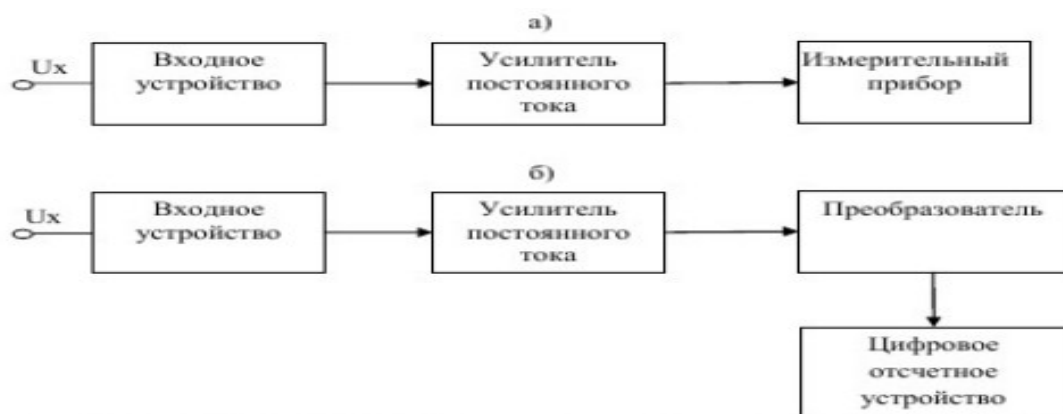 а)
Ux
Входное
устройство
Усилитель
постоянного
тока
Измерительный
прибор
б)
Ux
Входное
устройство
Усилитель
постоянного
тока
Преобразователь
Цифровое
отсчетное
устройство